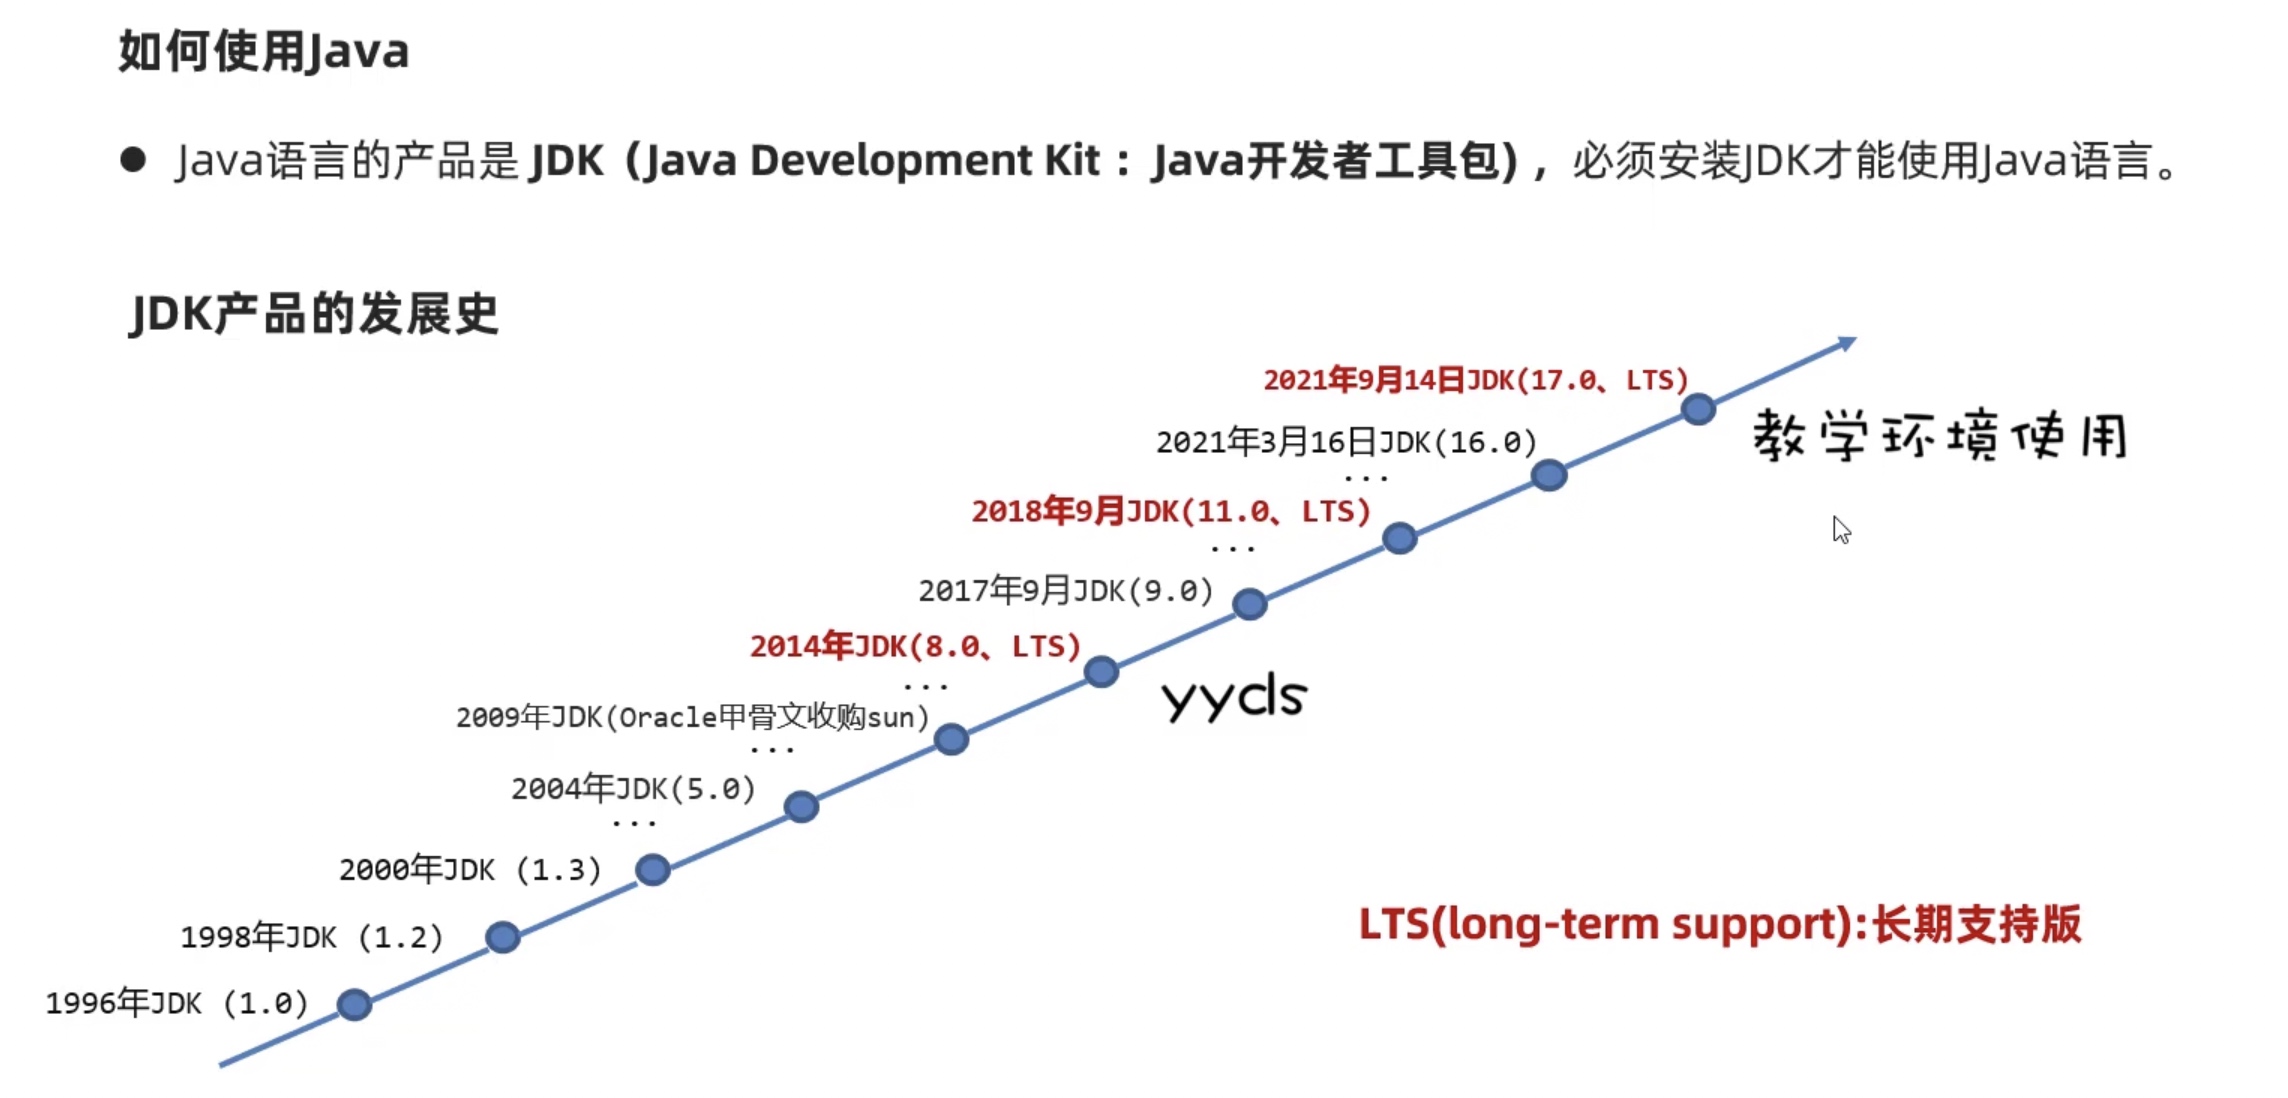 如何使用Java
● Java语言的产品是 JDK（Java Development Kit ：Java开发者工具包)，必须安装JDK才能使用Java语言。
JDK产品的发展史
2021年9月14日JDK(17.0、LTS)
教学环境使用
2021年3月16日JDK(16.0)
...
2018年9月JDK(11.0、LTS)
...
2017年9月JDK(9.0)
2014年JDK(8.0、LTS)
yyds
...
2009年JDK(Oracle甲骨文收购sun)
...
2004年JDK(5.0)
...
2000年JDK (1.3)
LTS(long-term support):长期支持版
1998年JDK (1.2)
1996年JDK (1.0)